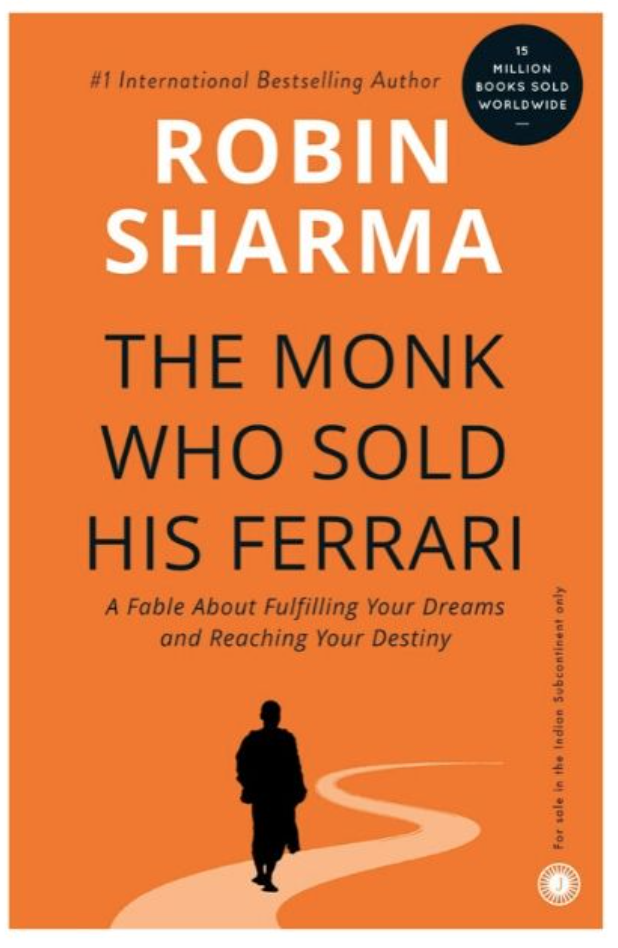 #1 International Bestselling Author
15
MILLION
BOOKS SOLD
WORLDWIDE
ROBIN
SHARMA
THE MONK
WHO SOLD
HIS FERRARI
A Fable About Fulfilling Your Dreams
and Reaching Your Destiny
For sale in the Indian Subcontinent only
J